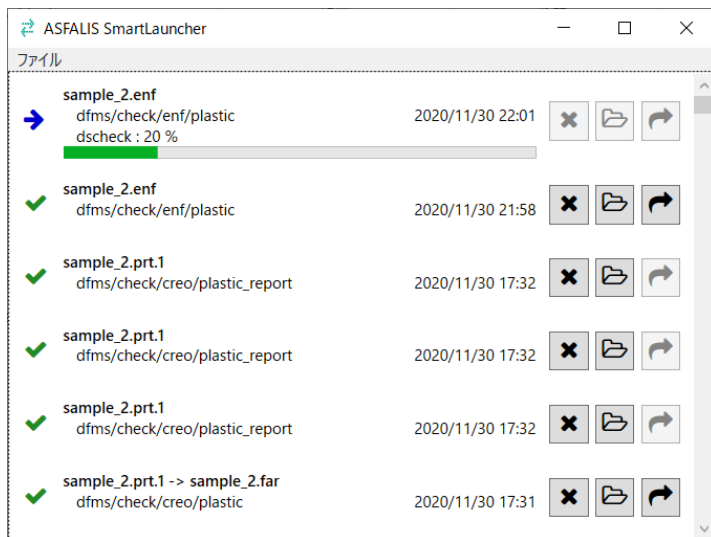 ASFALIS SmartLauncher
ファイル
sample_2.enf
dfms/check/enf/plastic 2020/11/30 22:01
dscheck : 20 %
sample_2.enf
dfms/check/enf/plastic 2020/11/30 21:58
sample_2.prt.1
dfms/check/creo/plastic_report 2020/11/30 17:32
sample_2.prt.1
dfms/check/creo/plastic_report 2020/11/30 17:32
sample_2.prt.1
dfms/check/creo/plastic_report 2020/11/30 17:32
sample_2.prt.1 -> sample_2.far
dfms/check/creo/plastic 2020/11/30 17:31